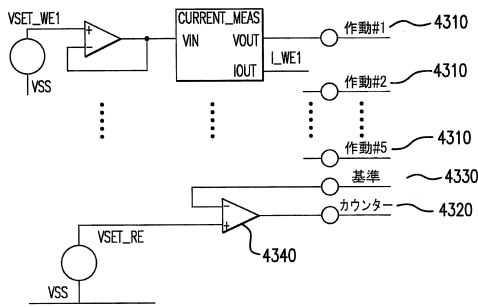 VSET_WE1
CURRENT_MEAS
作動#1
4310
+
−
VIN
VOUT
VSS
IOUT
I_WE1
作動#2
4310
作動#5
4310
基準
4330
−
+
カウンター
4320
VSET_RE
4340
VSS